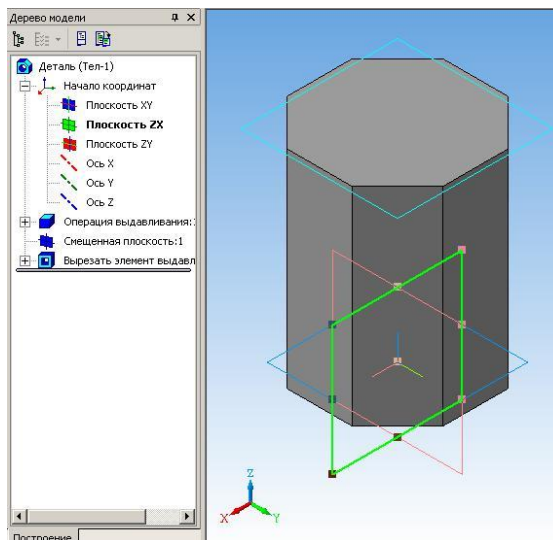 Дерево модели
Деталь (Тел-1)
Начало координат
Плоскость XY
Плоскость ZX
Плоскость ZY
Ось X
Ось Y
Ось Z
Операция выдавливания:
Смещенная плоскость:1
Вырезать элемент выдавл
Построение
Z
X
Y